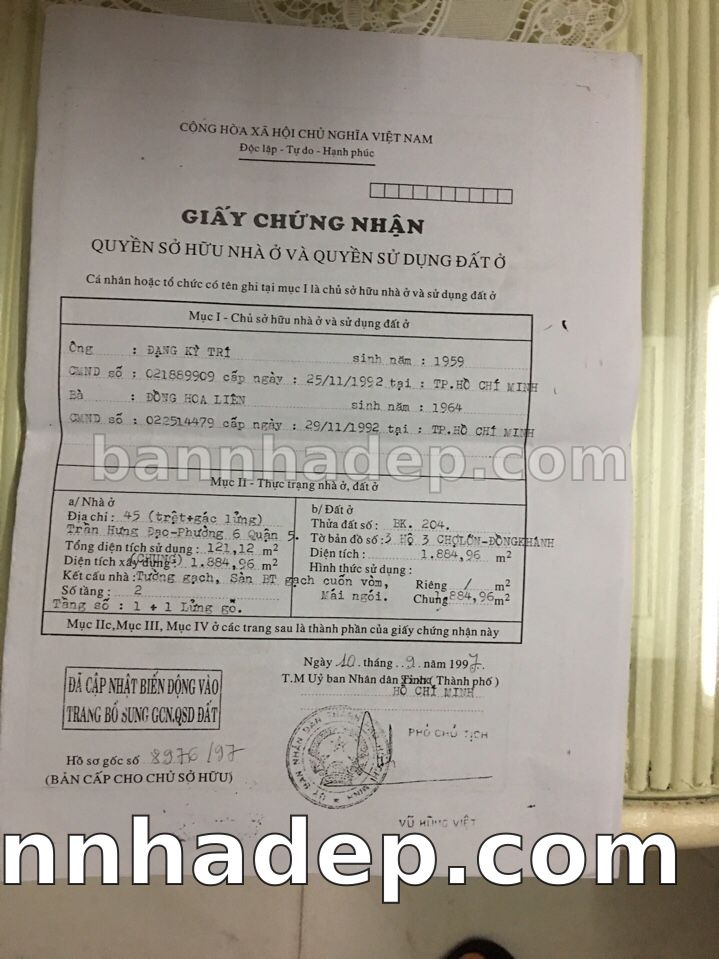 CỘNG HÒA XÃ HỘI CHỦ NGHĨA VIỆT NAM
Độc lập - Tự do - Hạnh phúc
GIẤY CHỨNG NHẬN
QUYỀN SỞ HỮU NHÀ Ở VÀ QUYỀN SỬ DỤNG ĐẤT Ở
Cá nhân hoặc tổ chức có tên ghi tại mục I là chủ sở hữu nhà ở và sử dụng đất ở
Mục I - Chủ sở hữu nhà ở và sử dụng đất ở
Ông : ĐẶNG KỲ TRÍ sinh năm : 1959
CMND số : 021889909 cấp ngày : 25/11/1992 tại : TP.HỒ CHÍ MINH
Bà : ĐỒNG HOA LIÊN sinh năm : 1964
CMND số : 022514479 cấp ngày : 29/11/1992 tại : TP.HỒ CHÍ MINH
bannhadep.com
Mục II - Thực trạng nhà ở, đất ở
a/ Nhà ở
Địa chỉ : 45 (trệt+gác lửng)
Trần Hưng Đạo-Phường 6 Quận 5.
Tổng diện tích sử dụng : 121,12 m2
(CHUNG)
Diện tích xây dựng : 1.884,96 m2
Kết cấu nhà : Tường gạch, Sàn BT gạch cuốn vòm, Mái ngói.
Số tầng : 2
Tầng số : 1 + 1 Lửng gỗ.
b/ Đất ở
Thửa đất số : BK. 204.
Tờ bản đồ số : 2 Hộ 3 CHỢLỚN-ĐỒNGKHÁNH
Diện tích : 1.884,96 m2
Hình thức sử dụng :
Riêng / m2
Chung 1.884,96 m2
Mục IIc, Mục III, Mục IV ở các trang sau là thành phần của giấy chứng nhận này
Ngày 10 tháng 9 năm 1997
T.M Uỷ ban Nhân dân Tỉnh (Thành phố)
HỒ CHÍ MINH
ĐÃ CẬP NHẬT BIẾN ĐỘNG VÀO
TRANG BỔ SUNG GCN.QSD ĐẤT
PHÓ CHỦ TỊCH
Hồ sơ gốc số 8976/97
(BẢN CẤP CHO CHỦ SỞ HỮU)
VŨ HÙNG VIỆT
nnhadep.com